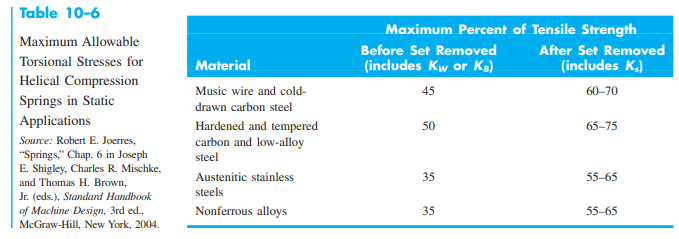 Table 10–6
Maximum Allowable
Torsional Stresses for
Helical Compression
Springs in Static
Applications
Source: Robert E. Joerres,
“Springs,” Chap. 6 in Joseph
E. Shigley, Charles R. Mischke,
and Thomas H. Brown,
Jr. (eds.), Standard Handbook
of Machine Design, 3rd ed.,
McGraw-Hill, New York, 2004.
Maximum Percent of Tensile Strength
Before Set Removed After Set Removed
Material (includes KW or KB) (includes Ks)
Music wire and cold- 45 60–70
drawn carbon steel
Hardened and tempered 50 65–75
carbon and low-alloy
steel
Austenitic stainless 35 55–65
steels
Nonferrous alloys 35 55–65